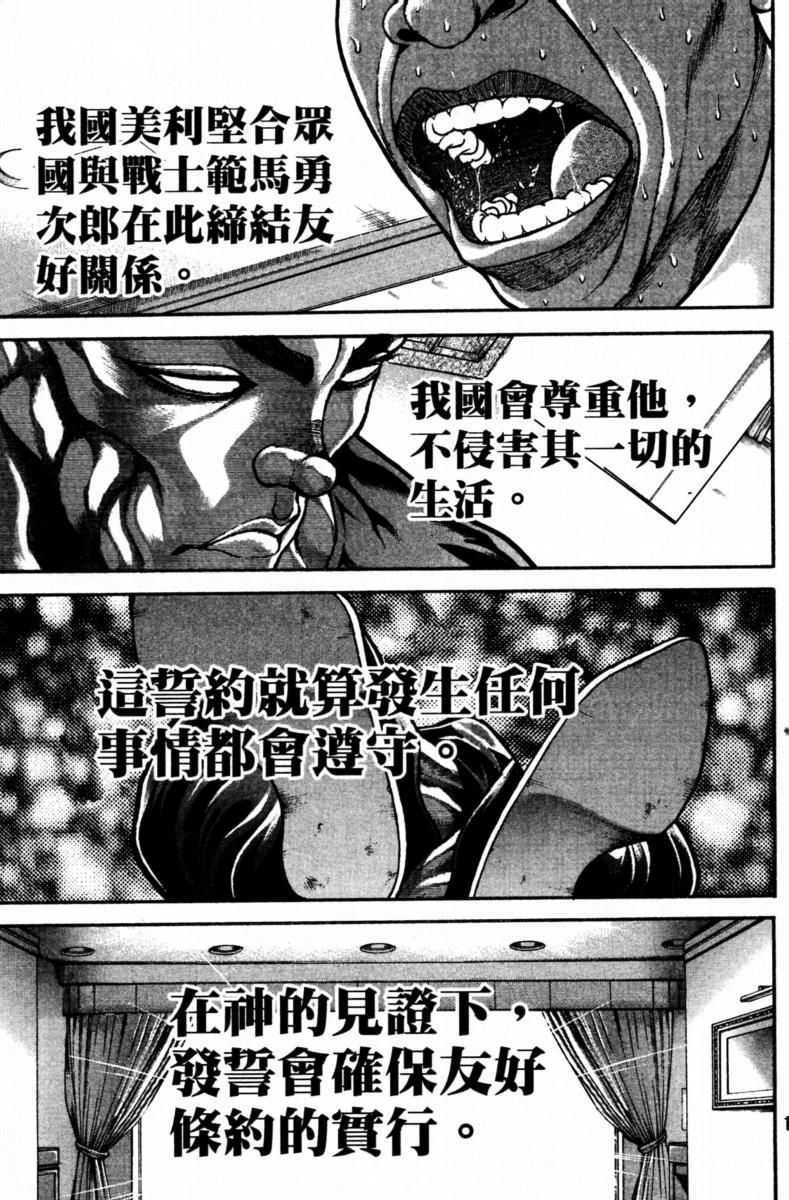 我國美利堅合眾
國與戰士範馬勇
次郎在此締結友
好關係。
我國會尊重他，
不侵害其一切的
生活。
這誓約就算發生任何
事情都會遵守。
在神的見證下，
發誓會確保友好
條約的實行。